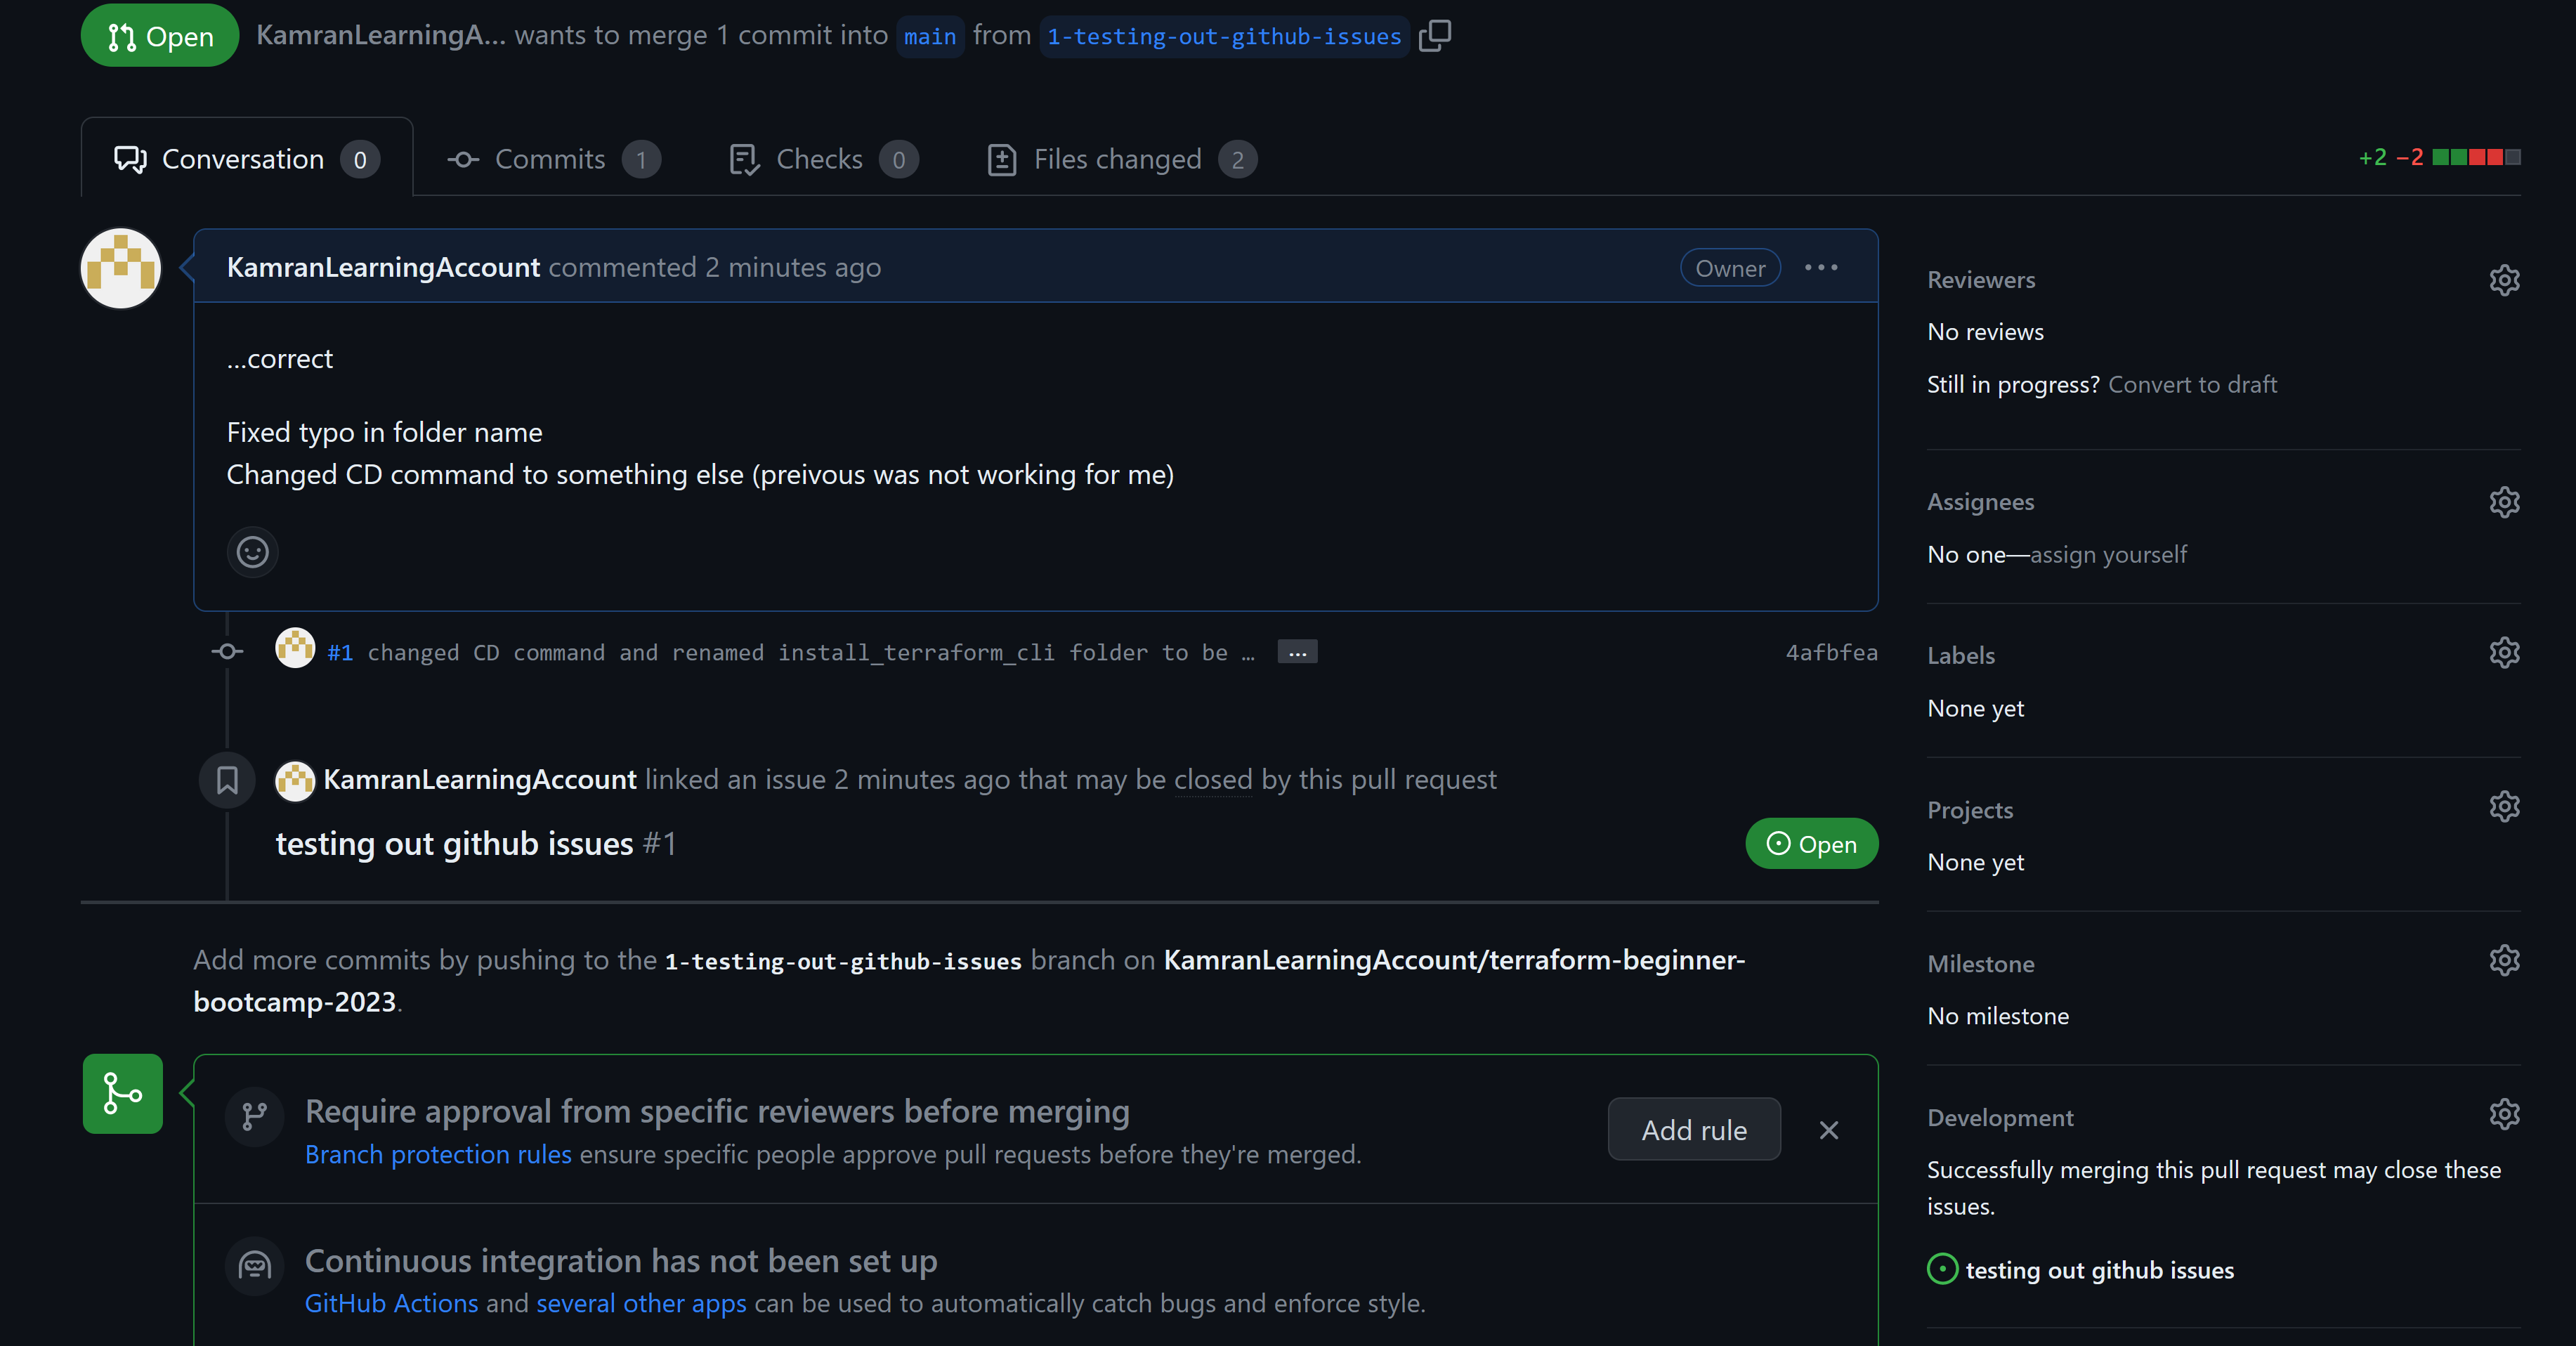 Open KamranLearningA... wants to merge 1 commit into main from 1-testing-out-github-issues
Conversation 0 Commits 1 Checks 0 Files changed 2 +2 −2
KamranLearningAccount commented 2 minutes ago Owner ...
...correct
Fixed typo in folder name
Changed CD command to something else (preivous was not working for me)
#1 changed CD command and renamed install_terraform_cli folder to be … ... 4afbfea
KamranLearningAccount linked an issue 2 minutes ago that may be closed by this pull request
testing out github issues #1 Open
Add more commits by pushing to the 1-testing-out-github-issues branch on KamranLearningAccount/terraform-beginner-
bootcamp-2023.
Require approval from specific reviewers before merging
Branch protection rules ensure specific people approve pull requests before they're merged.
Add rule
Continuous integration has not been set up
GitHub Actions and several other apps can be used to automatically catch bugs and enforce style.
Reviewers
No reviews
Still in progress? Convert to draft
Assignees
No one—assign yourself
Labels
None yet
Projects
None yet
Milestone
No milestone
Development
Successfully merging this pull request may close these
issues.
testing out github issues